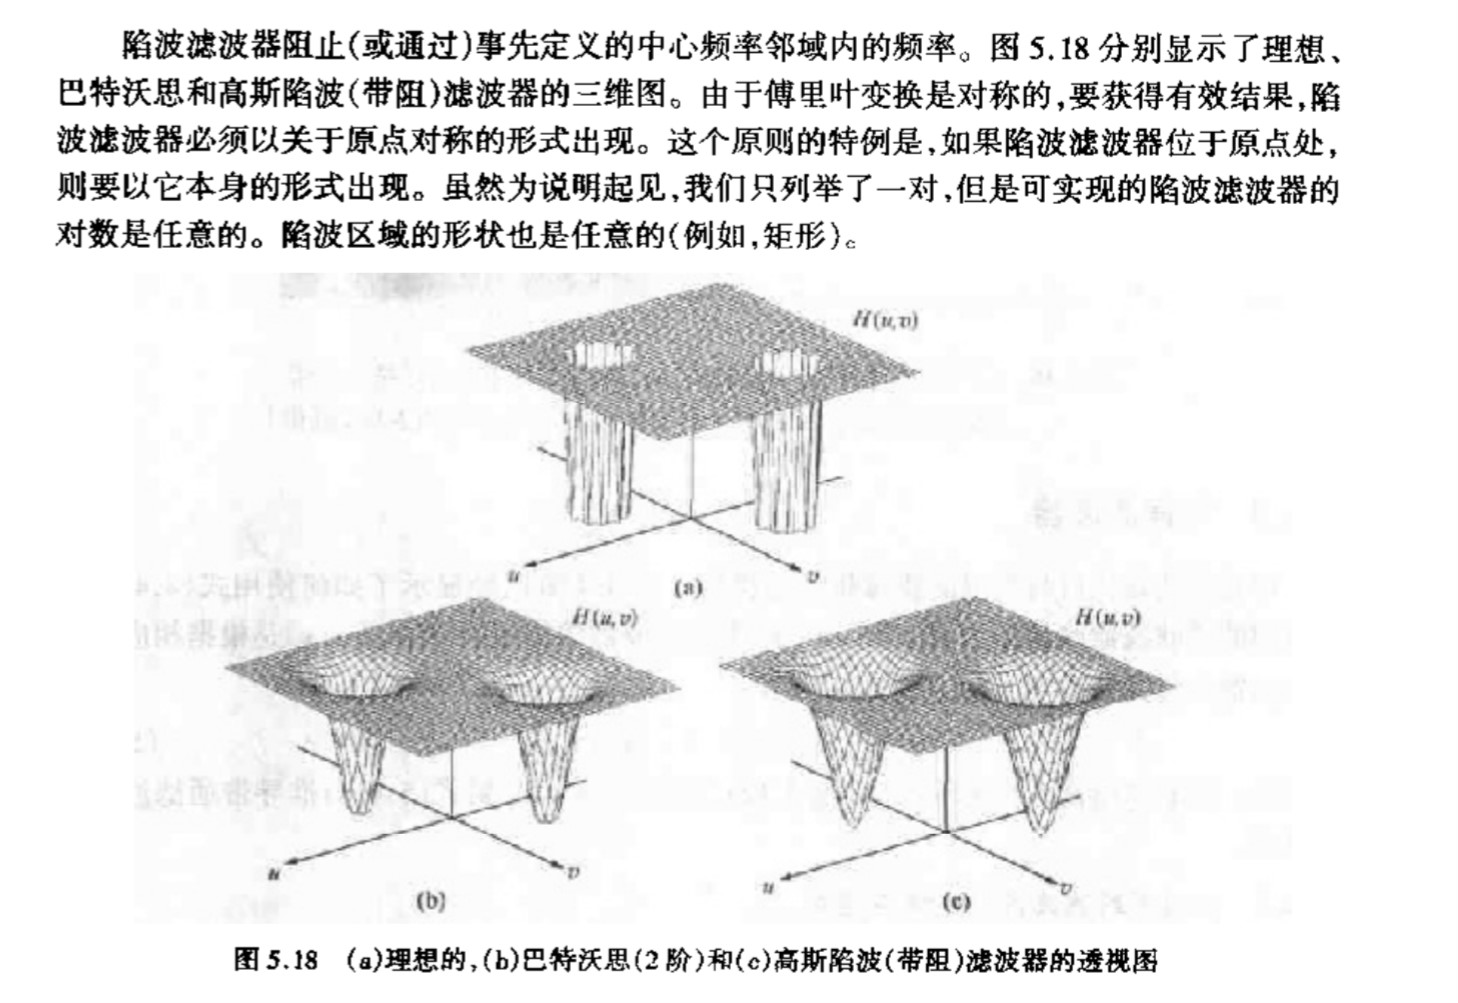 陷波滤波器阻止(或通过)事先定义的中心频率邻域内的频率。图 5.18 分别显示了理想、
巴特沃思和高斯陷波(带阻)滤波器的三维图。由于傅里叶变换是对称的,要获得有效结果,陷
波滤波器必须以关于原点对称的形式出现。这个原则的特例是,如果陷波滤波器位于原点处,
则要以它本身的形式出现。虽然为说明起见,我们只列举了一对,但是可实现的陷波滤波器的
对数是任意的。陷波区域的形状也是任意的(例如,矩形)。
H(u,v)
u
v
(a)
H(u,v)
H(u,v)
u
v
u
v
(b)
(c)
图 5.18 (a)理想的,(b)巴特沃思(2 阶)和(c)高斯陷波(带阻)滤波器的透视图